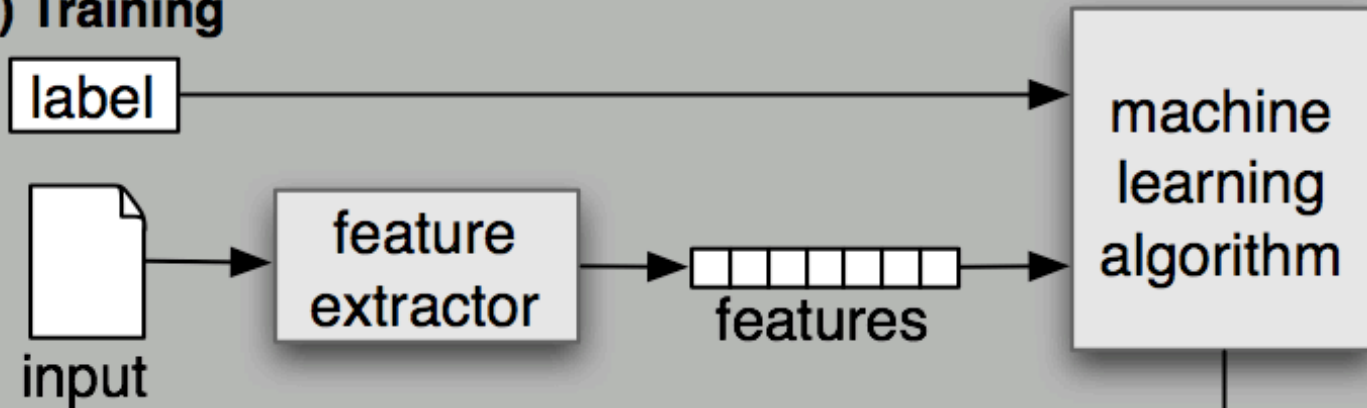 ) Training
label
machine
learning
algorithm
feature
extractor
features
input